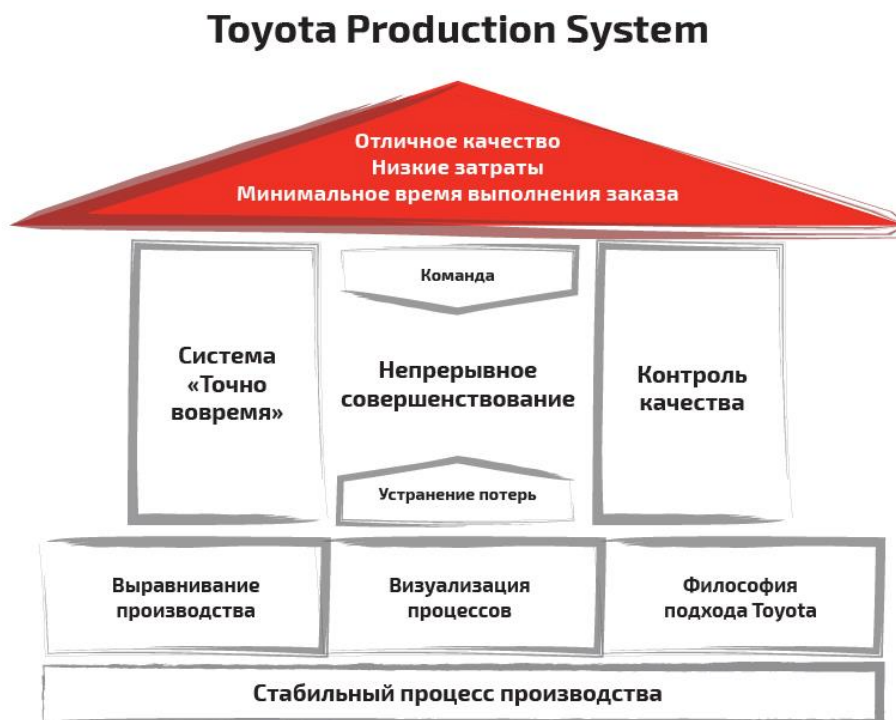 Toyota Production System
Отличное качество
Низкие затраты
Минимальное время выполнения заказа
Команда
Система
«Точно
вовремя»
Непрерывное
совершенствование
Контроль
качества
Устранение потерь
Выравнивание
производства
Визуализация
процессов
Философия
подхода Toyota
Стабильный процесс производства